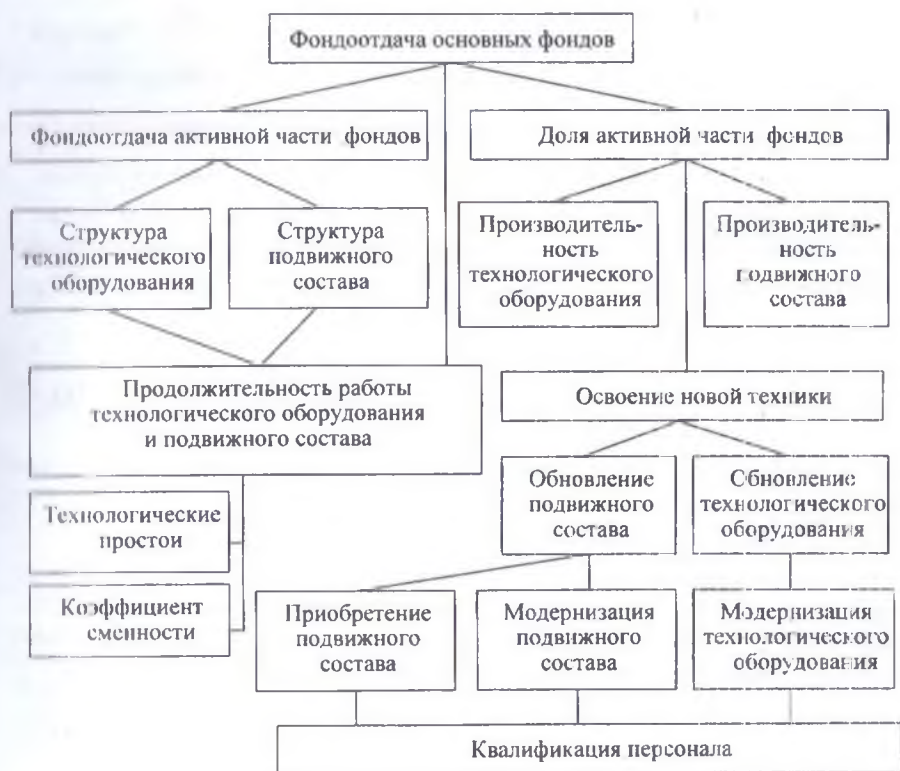 Фондоотдача основных фондов
Фондоотдача активной части фондов
Доля активной части фондов
Структура
технологического
оборудования
Структура
подвижного
состава
Производитель-
ность
технологического
оборудования
Производитель-
ность
подвижного
состава
Продолжительность работы
технологического оборудования
и подвижного состава
Освоение новой техники
Обновление
подвижного
состава
Обновление
технологического
оборудования
Технологические
простои
Коэффициент
сменности
Приобретение
подвижного
состава
Модернизация
подвижного
состава
Модернизация
технологического
оборудования
Квалификация персонала